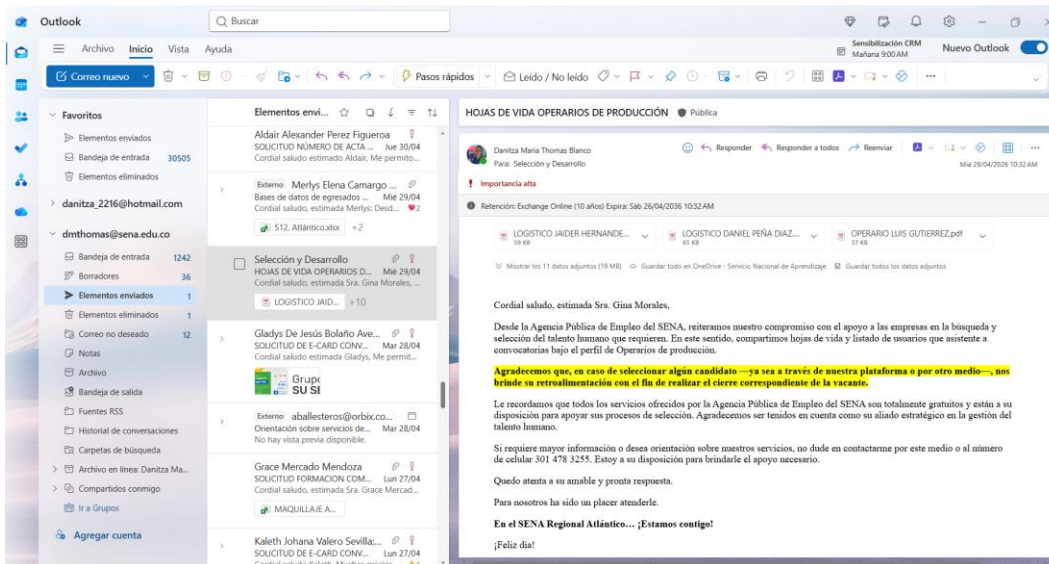 Outlook
Buscar
Archivo Inicio Vista Ayuda
Sensibilización CRM
Mañana 9:00 AM
Nuevo Outlook
Correo nuevo
Pasos rápidos
Leído / No leído
Favoritos
Elementos enviados
Bandeja de entrada 30505
Elementos eliminados
danitza_2216@hotmail.com
dmthomas@sena.edu.co
Bandeja de entrada 1242
Borradores 36
Elementos enviados 1
Elementos eliminados 1
Correo no deseado 12
Notas
Archivo
Bandeja de salida
Fuentes RSS
Historial de conversaciones
Carpetas de búsqueda
Archivo en línea: Danitza Ma...
Compartidos conmigo
Ir a Grupos
Agregar cuenta
Elementos envi...
Aldair Alexander Perez Figueroa
SOLICITUD NÚMERO DE ACTA ... Jue 30/04
Cordial saludo estimado Aldair, Me permito...
Externo Merlys Elena Camargo ...
Bases de datos de egresados ... Mié 29/04
Cordial saludo, estimada Merlys: Desd... 2
S12. Atlántico.xlsx +2
Selección y Desarrollo
HOJAS DE VIDA OPERARIOS D... Mié 29/04
Cordial saludo, estimada Sra. Gina Morales, ...
LOGISTICO JAID... +10
Gladys De Jesús Bolaño Ave...
SOLICITUD DE E-CARD CONV... Mar 28/04
Cordial saludo, estimada Gladys, Me permit...
Grupo
SU SE
Externo aballesteros@orbix.co...
Orientación sobre servicios de... Mar 28/04
No hay vista previa disponible.
Grace Mercado Mendoza
SOLICITUD FORMACION COM... Lun 27/04
Cordial saludo, estimada Sra. Grace Mercad...
MAQUILLAJE A...
Kaleth Johana Valero Sevilla;...
SOLICITUD DE E-CARD CONV... Lun 27/04
HOJAS DE VIDA OPERARIOS DE PRODUCCIÓN Pública
Danitza Maria Thomas Blanco
Para: Selección y Desarrollo
Responder Responder a todos Reenviar
Mié 29/04/2026 10:32 AM
Importancia alta
Retención: Exchange Online (10 años) Expira: Sáb 26/04/2036 10:32 AM
LOGISTICO JAIDER HERNANDE...
59 KB
LOGISTICO DANIEL PEÑA DIAZ...
65 KB
OPERARIO LUIS GUTIERREZ.pdf
57 KB
Mostrar los 11 datos adjuntos (19 MB) Guardar todo en OneDrive - Servicio Nacional de Aprendizaje Guardar todos los datos adjuntos
Cordial saludo, estimada Sra. Gina Morales,
Desde la Agencia Pública de Empleo del SENA, reiteramos nuestro compromiso con el apoyo a las empresas en la búsqueda y
selección del talento humano que requieren. En este sentido, compartimos hojas de vida y listado de usuarios que asistente a
convocatorias bajo el perfil de Operarios de producción.
Agradecemos que, en caso de seleccionar algún candidato —ya sea a través de nuestra plataforma o por otro medio—, nos
brinde su retroalimentación con el fin de realizar el cierre correspondiente de la vacante.
Le recordamos que todos los servicios ofrecidos por la Agencia Pública de Empleo del SENA son totalmente gratuitos y están a su
disposición para apoyar sus procesos de selección. Agradecemos ser tenidos en cuenta como su aliado estratégico en la gestión del
talento humano.
Si requiere mayor información o desea orientación sobre nuestros servicios, no dude en contactarme por este medio o al número
de celular 301 478 3255. Estoy a su disposición para brindarle el apoyo necesario.
Quedo atenta a su amable y pronta respuesta.
Para nosotros ha sido un placer atenderle.
En el SENA Regional Atlántico… ¡Estamos contigo!
¡Feliz día!